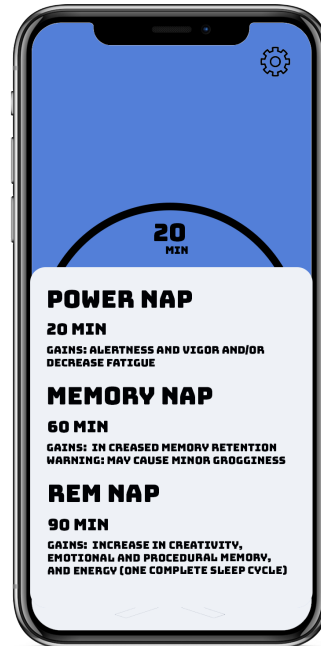 20
MIN
POWER NAP
20 MIN
GAINS: ALERTNESS AND VIGOR AND/OR
DECREASE FATIGUE
MEMORY NAP
60 MIN
GAINS: IN CREASED MEMORY RETENTION
WARNING: MAY CAUSE MINOR GROGGINESS
REM NAP
90 MIN
GAINS: INCREASE IN CREATIVITY,
EMOTIONAL AND PROCEDURAL MEMORY,
AND ENERGY (ONE COMPLETE SLEEP CYCLE)